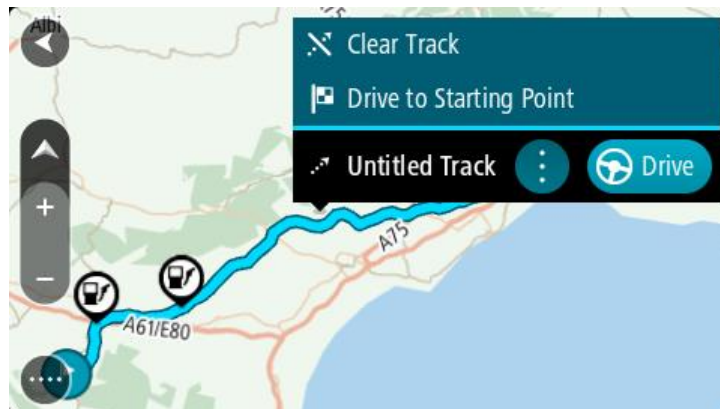 Albi
Clear Track
Drive to Starting Point
Untitled Track
Drive
A75
A61/E80